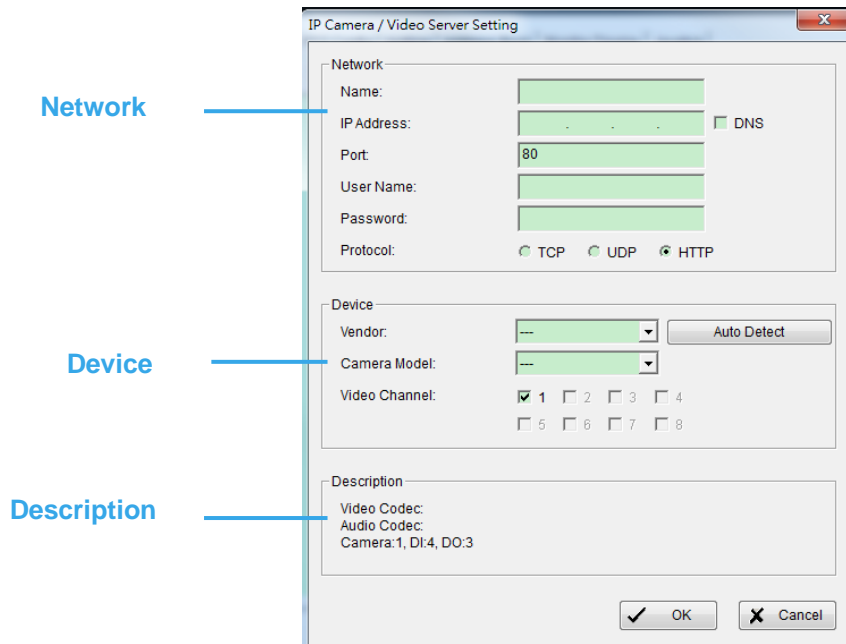 IP Camera / Video Server Setting
Network
Network
Name:
IP Address: . . . DNS
Port: 80
User Name:
Password:
Protocol: TCP UDP HTTP
Device
Device
Vendor: --- Auto Detect
Camera Model: ---
Video Channel: 1 2 3 4
5 6 7 8
Description
Description
Video Codec:
Audio Codec:
Camera:1, DI:4, DO:3
OK Cancel